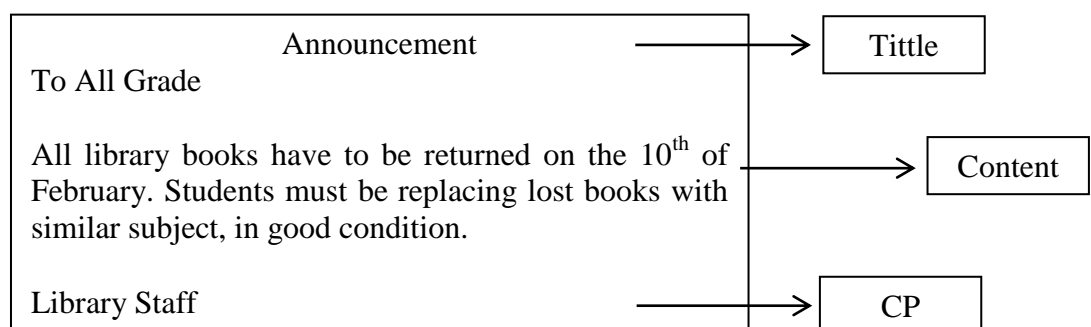 Announcement
Tittle
To All Grade
All library books have to be returned on the 10th of
Content
February. Students must be replacing lost books with
similar subject, in good condition.
Library Staff
CP